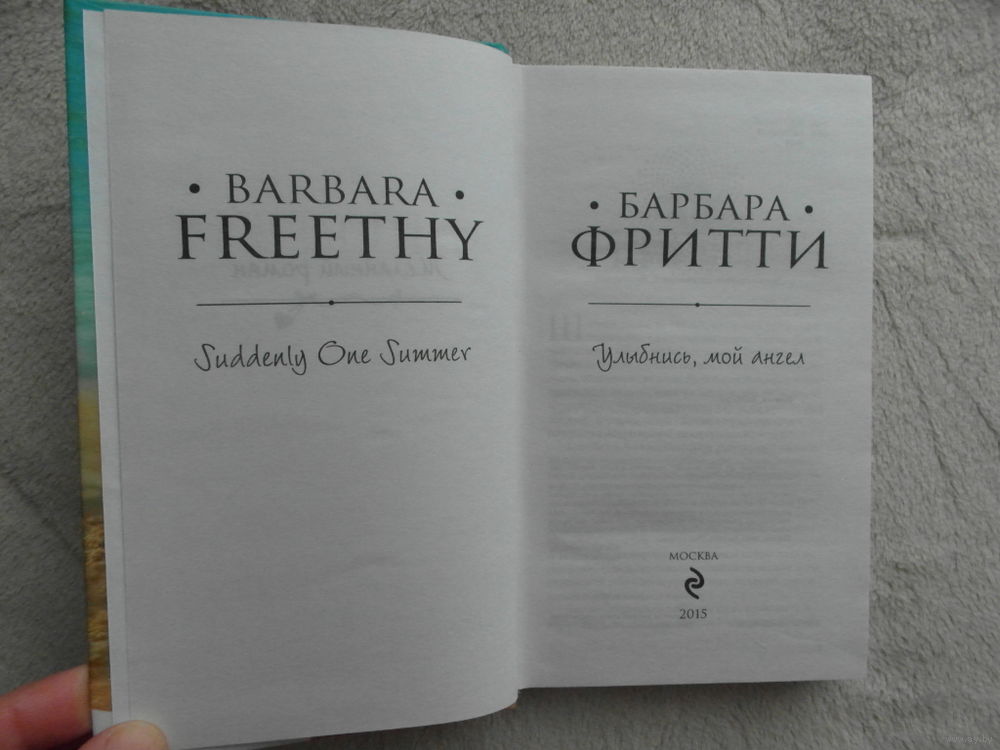 • BARBARA •
FREETHY
Suddenly One Summer
• БАРБАРА •
ФРИТТИ
Улыбнись, мой ангел
МОСКВА
2015